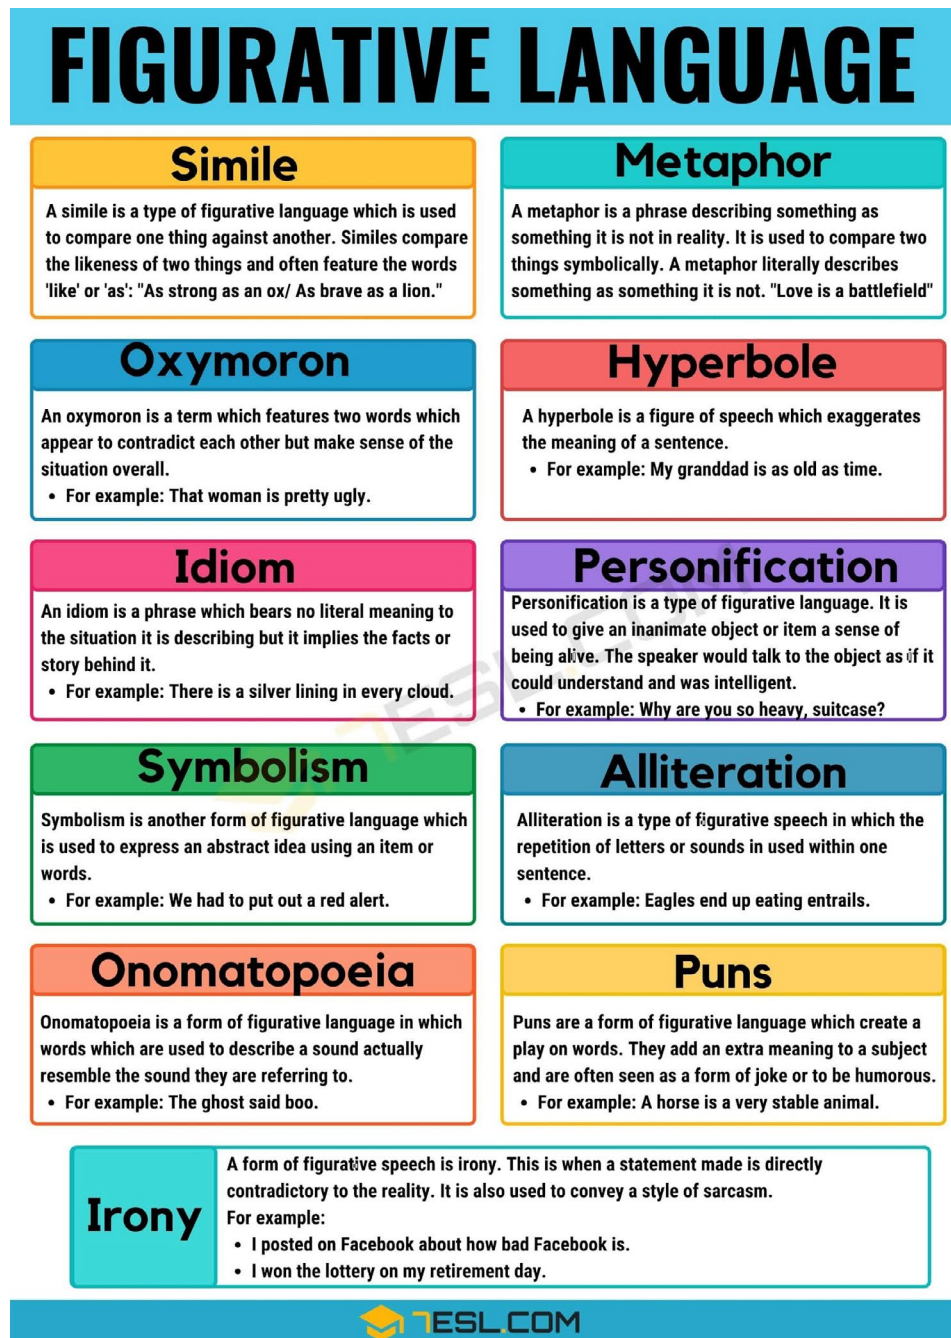 FIGURATIVE LANGUAGE
Simile
A simile is a type of figurative language which is used
to compare one thing against another. Similes compare
the likeness of two things and often feature the words
'like' or 'as': "As strong as an ox/ As brave as a lion."
Metaphor
A metaphor is a phrase describing something as
something it is not in reality. It is used to compare two
things symbolically. A metaphor literally describes
something as something it is not. "Love is a battlefield"
Oxymoron
An oxymoron is a term which features two words which
appear to contradict each other but make sense of the
situation overall.
• For example: That woman is pretty ugly.
Hyperbole
A hyperbole is a figure of speech which exaggerates
the meaning of a sentence.
• For example: My granddad is as old as time.
Idiom
An idiom is a phrase which bears no literal meaning to
the situation it is describing but it implies the facts or
story behind it.
• For example: There is a silver lining in every cloud.
Personification
Personification is a type of figurative language. It is
used to give an inanimate object or item a sense of
being alive. The speaker would talk to the object as if it
could understand and was intelligent.
• For example: Why are you so heavy, suitcase?
Symbolism
Symbolism is another form of figurative language which
is used to express an abstract idea using an item or
words.
• For example: We had to put out a red alert.
Alliteration
Alliteration is a type of figurative speech in which the
repetition of letters or sounds in used within one
sentence.
• For example: Eagles end up eating entrails.
Onomatopoeia
Onomatopoeia is a form of figurative language in which
words which are used to describe a sound actually
resemble the sound they are referring to.
• For example: The ghost said boo.
Puns
Puns are a form of figurative language which create a
play on words. They add an extra meaning to a subject
and are often seen as a form of joke or to be humorous.
• For example: A horse is a very stable animal.
Irony
A form of figurative speech is irony. This is when a statement made is directly
contradictory to the reality. It is also used to convey a style of sarcasm.
For example:
• I posted on Facebook about how bad Facebook is.
• I won the lottery on my retirement day.
7ESL.COM
7ESL.COM